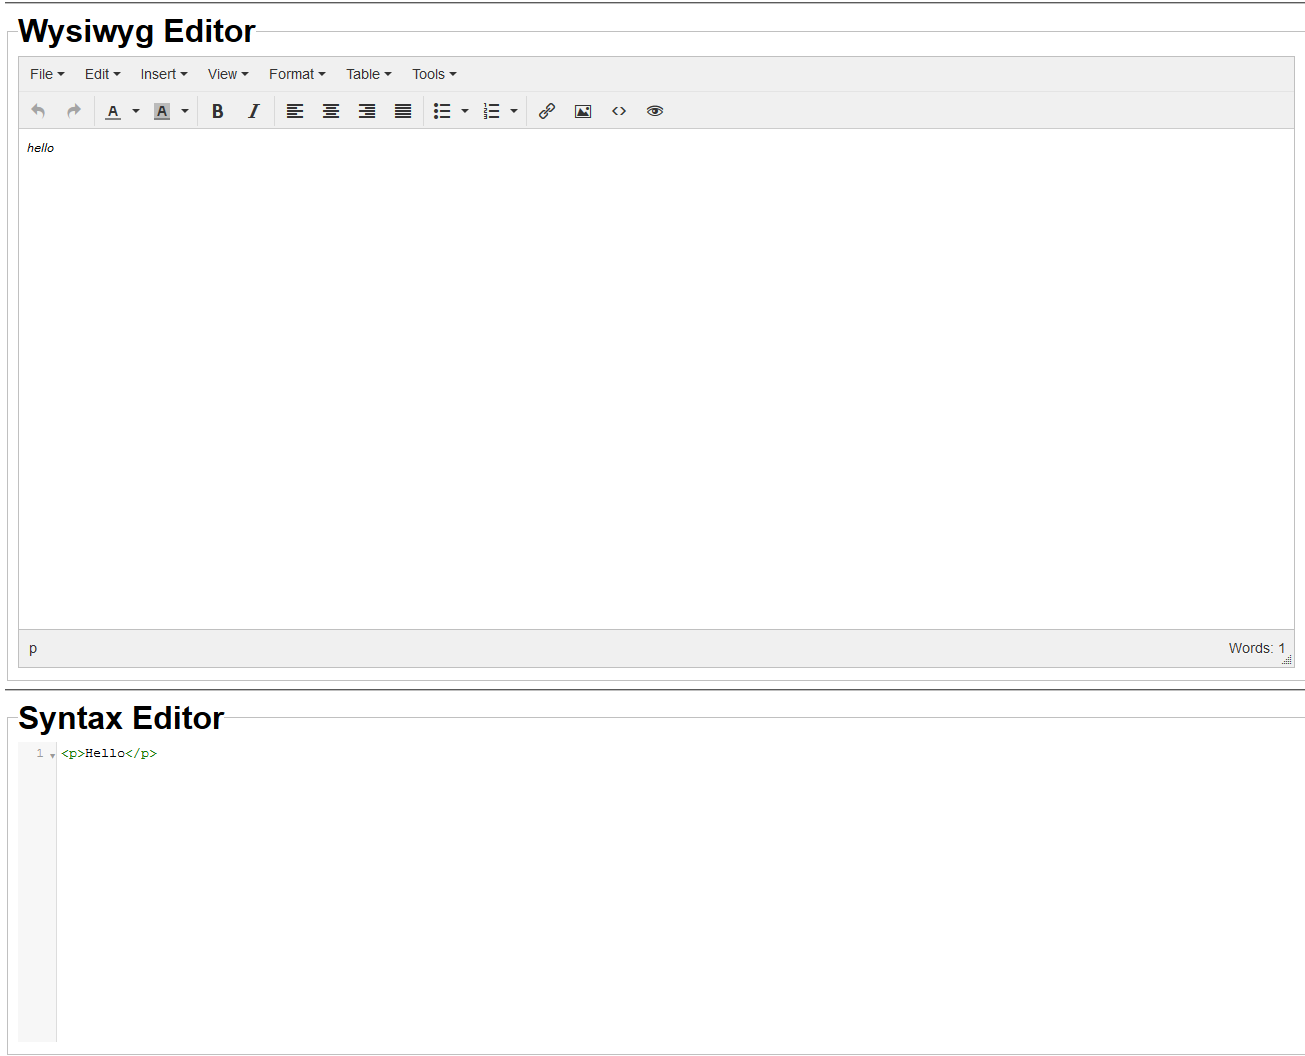 Wysiwyg Editor
File Edit Insert View Format Table Tools
A A B I
hello
p Words: 1
Syntax Editor
1 <p>Hello</p>